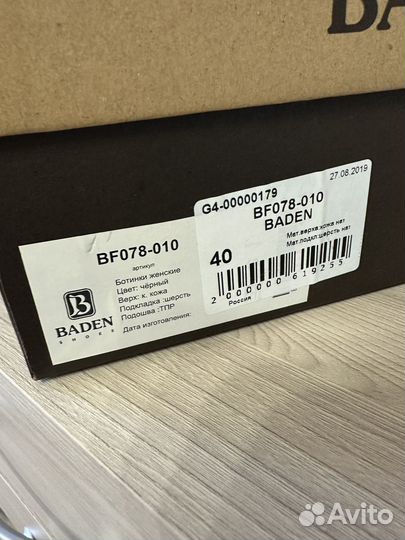 BA
27.08.2019
G4-00000179
BF078-010
BADEN
40
Мат.верха:кожа нат
Мат.подкл:шерсть нат
2 000000 619255
Россия
BF078-010
артикул
Ботинки женские
Цвет: чёрный
Верх: к. кожа
Подкладка :шерсть
Подошва :ТПР
Дата изготовления:
B
BADEN
SHOES
Avito